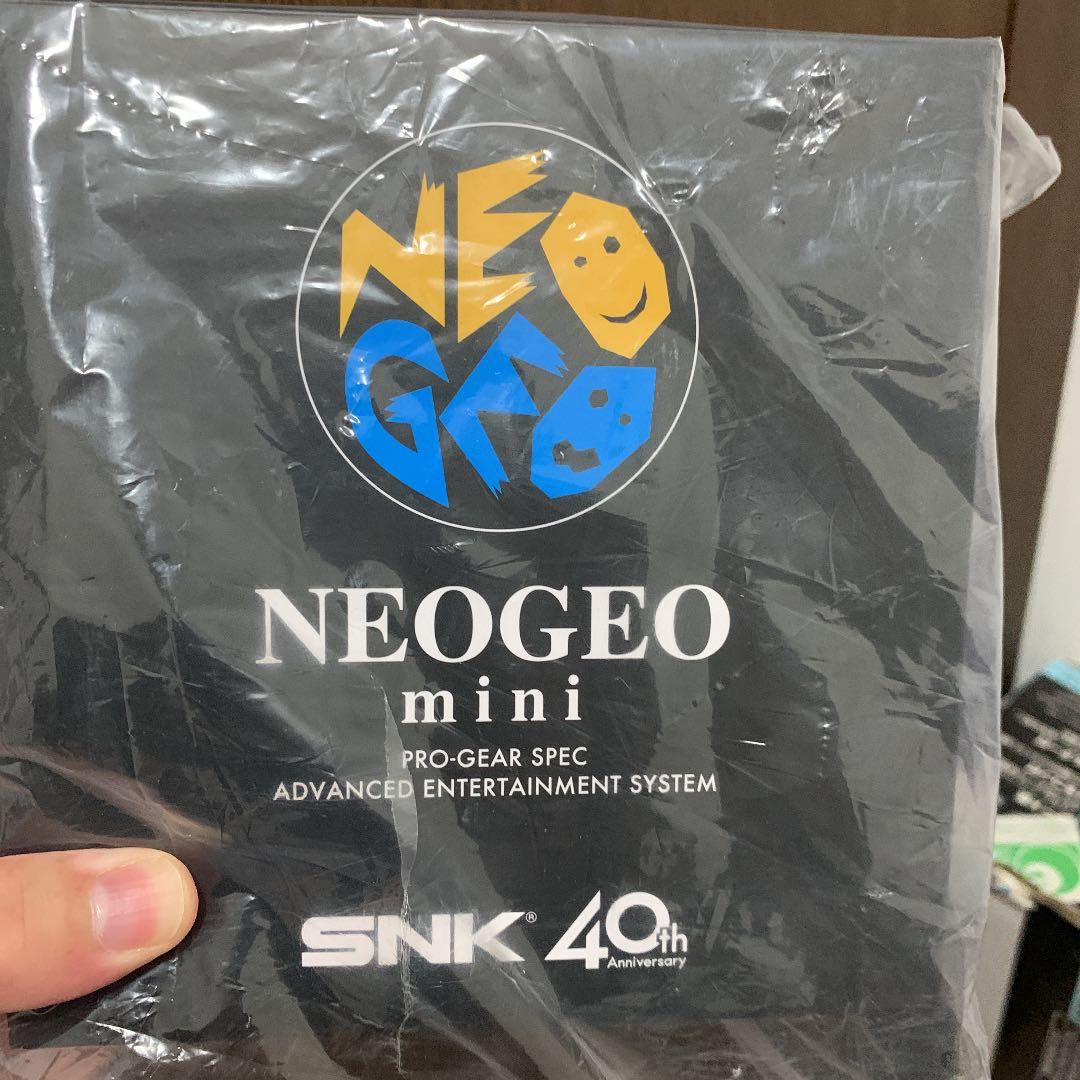 NEO
GEO
NEOGEO
mini
PRO-GEAR SPEC
ADVANCED ENTERTAINMENT SYSTEM
SNK® 40th
Anniversary